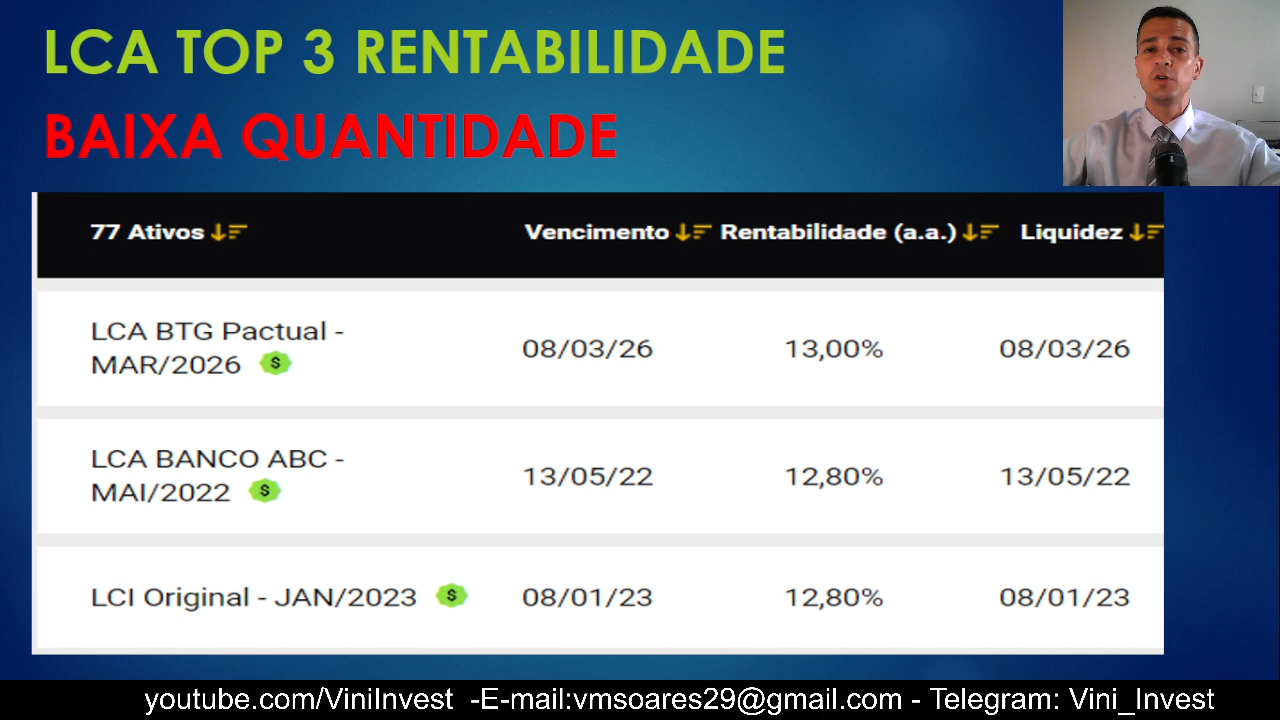 LCA TOP 3 RENTABILIDADE
BAIXA QUANTIDADE
77 Ativos Vencimento Rentabilidade (a.a.) Liquidez
LCA BTG Pactual -
MAR/2026 $ 08/03/26 13,00% 08/03/26
LCA BANCO ABC -
MAI/2022 $ 13/05/22 12,80% 13/05/22
LCI Original - JAN/2023 $ 08/01/23 12,80% 08/01/23
youtube.com/ViniInvest -E-mail:vmsoares29@gmail.com - Telegram: Vini_Invest